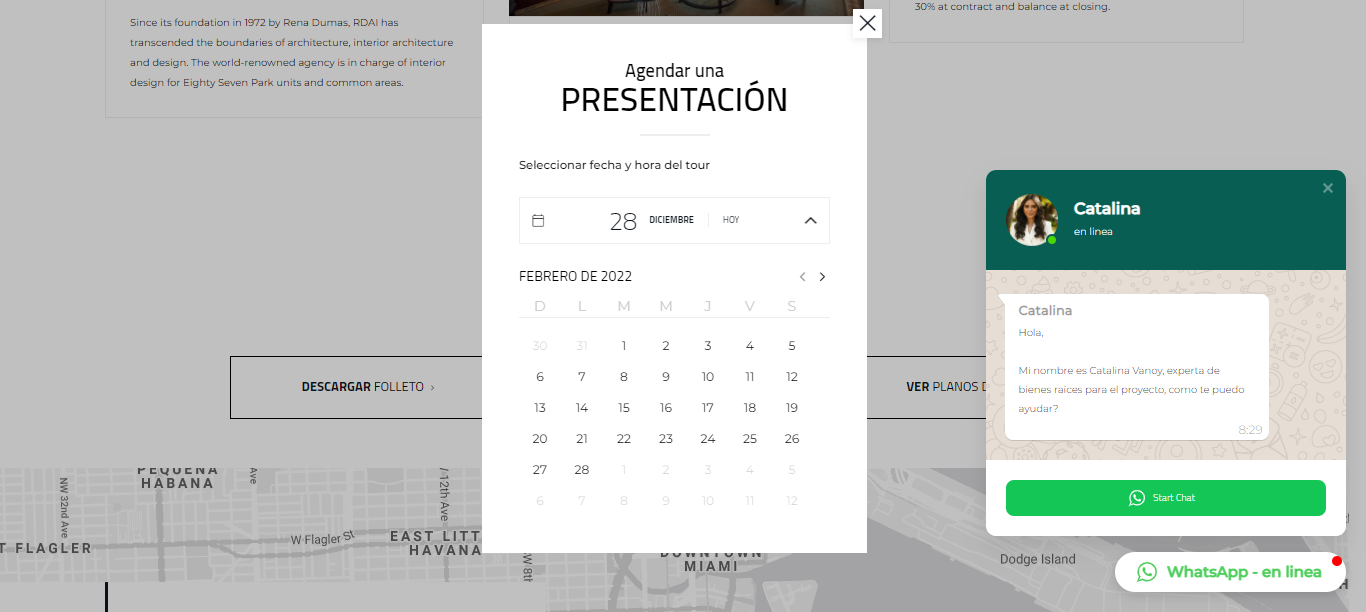 Since its foundation in 1972 by Rena Dumas, RDAI has
transcended the boundaries of architecture, interior architecture
and design. The world-renowned agency is in charge of interior
design for Eighty Seven Park units and common areas.
30% at contract and balance at closing.
Agendar una
PRESENTACIÓN
Seleccionar fecha y hora del tour
28 DICIEMBRE HOY
FEBRERO DE 2022
D L M M J V S
30 31 1 2 3 4 5
6 7 8 9 10 11 12
13 14 15 16 17 18 19
20 21 22 23 24 25 26
27 28 1 2 3 4 5
6 7 8 9 10 11 12
DESCARGAR FOLLETO ›
VER PLANOS D
Catalina
en linea
Catalina
Hola,
Mi nombre es Catalina Vanoy, experta de
bienes raíces para el proyecto, como te puedo
ayudar?
8:29
Start Chat
WhatsApp - en linea
PEQUENA
HABANA
NW 32nd Ave
Ave
12th Ave
W Flagler St
T FLAGLER
EAST LITT
HAVANA
W 8th
DOWNTOWN
MIAMI
Dodge Island